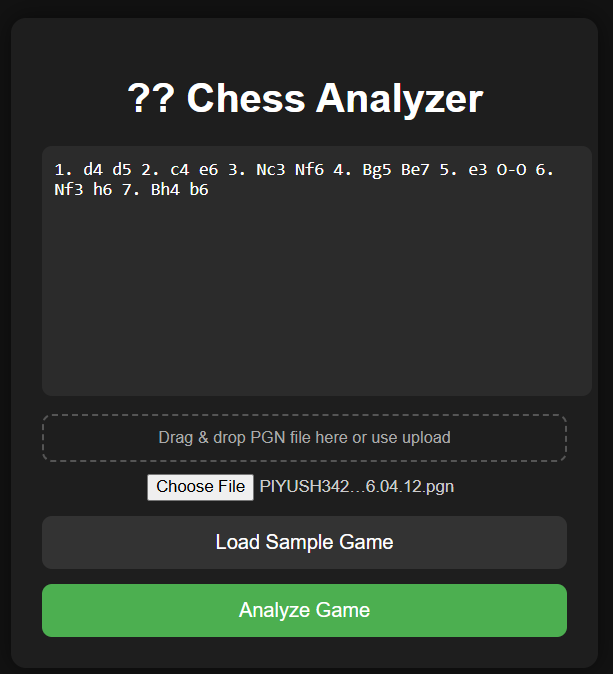 ?? Chess Analyzer
1. d4 d5 2. c4 e6 3. Nc3 Nf6 4. Bg5 Be7 5. e3 O-O 6.
Nf3 h6 7. Bh4 b6
Drag & drop PGN file here or use upload
Choose File PIYUSH342...6.04.12.pgn
Load Sample Game
Analyze Game